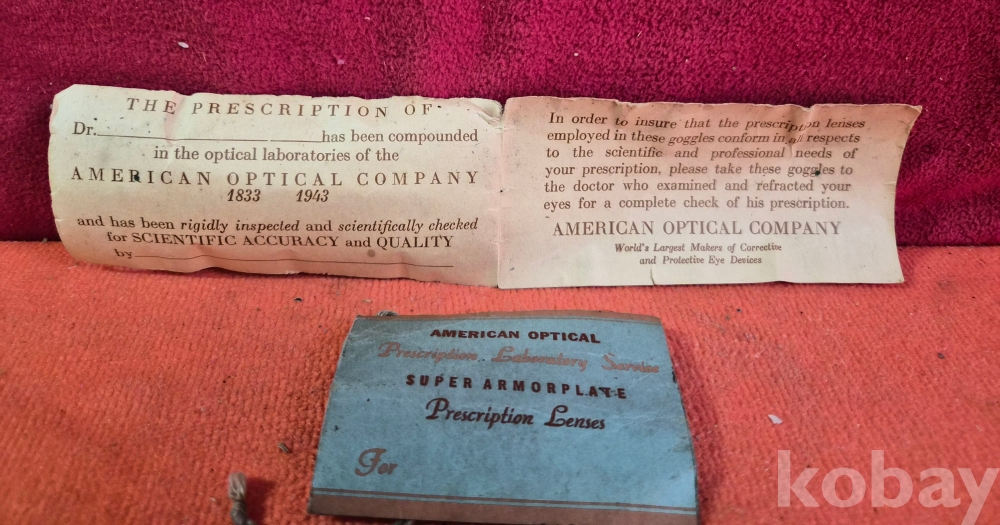 THE PRESCRIPTION OF
Dr. has been compounded
in the optical laboratories of the
AMERICAN OPTICAL COMPANY
1833 1943
and has been rigidly inspected and scientifically checked
for SCIENTIFIC ACCURACY and QUALITY
by
In order to insure that the prescription lenses
employed in these goggles conform in all respects
to the scientific and professional needs of
your prescription, please take these goggles to
the doctor who examined and refracted your
eyes for a complete check of his prescription.
AMERICAN OPTICAL COMPANY
World's Largest Makers of Corrective
and Protective Eye Devices
AMERICAN OPTICAL
Prescription Laboratory Service
SUPER ARMORPLATE
Prescription Lenses
For
kobay